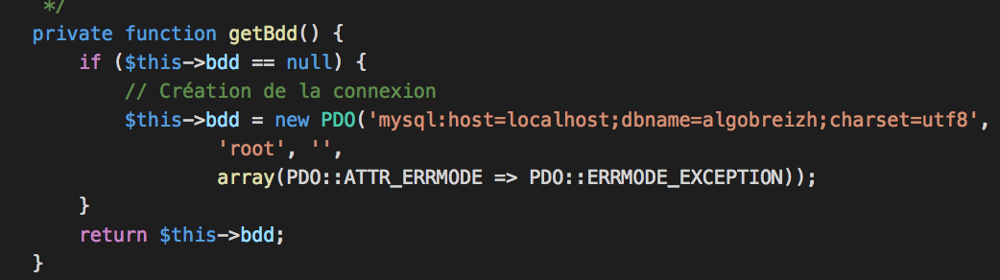 */
private function getBdd() {
if ($this->bdd == null) {
// Création de la connexion
$this->bdd = new PDO('mysql:host=localhost;dbname=algobreizh;charset=utf8',
'root', '',
array(PDO::ATTR_ERRMODE => PDO::ERRMODE_EXCEPTION));
}
return $this->bdd;
}